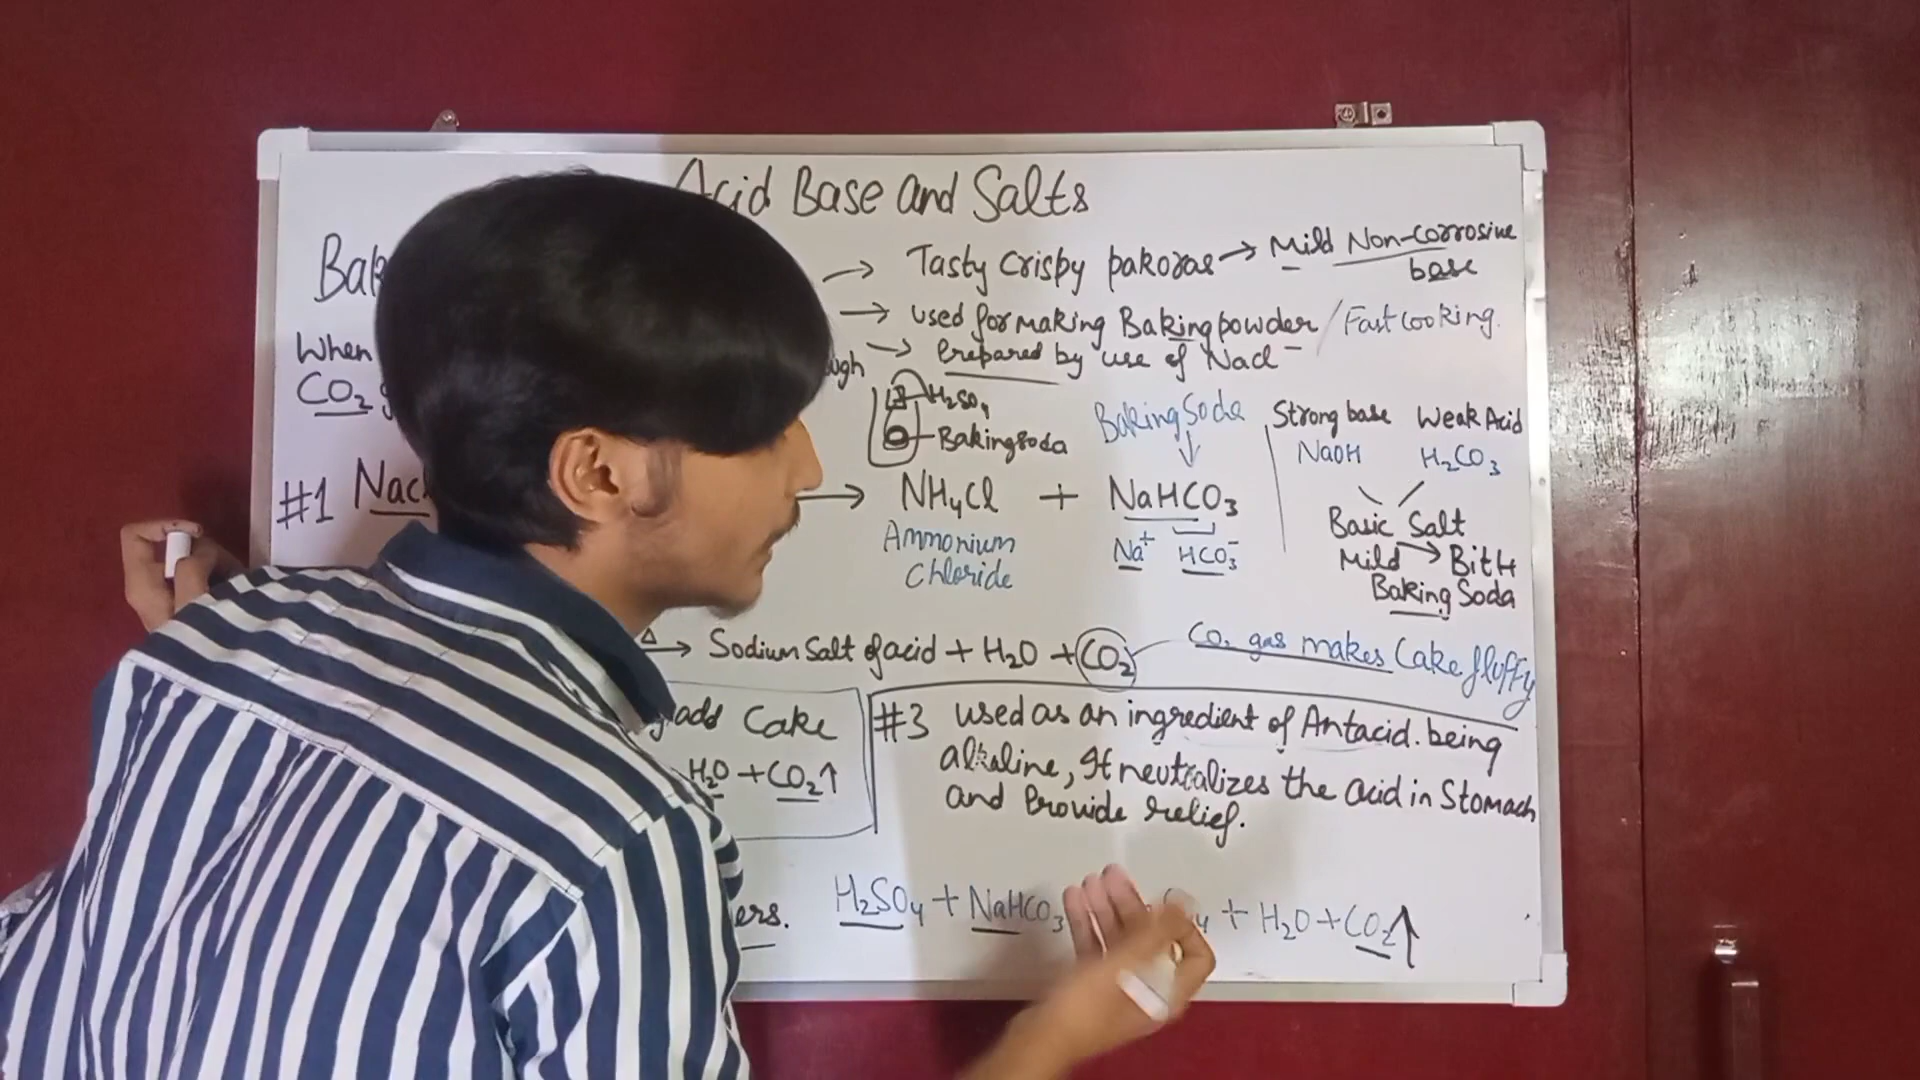 Acid Base and Salts
Tasty Crispy pakoras → Mild Non-corrosive base
→ used for making Baking powder / Fast Cooking.
→ Prepared by use of Nacl
When
CO₂
H₂SO₄
Baking soda
Baking Soda
↓
Strong base Weak Acid
NaOH H₂CO₃
Basic Salt
Mild → Bitter
Baking Soda
#1 Nacl
→ NH₄Cl + NaHCO₃
Ammonium Chloride
Na⁺ HCO₃⁻
Δ → Sodium Salt of acid + H₂O + CO₂
CO₂ gas makes Cake fluffy
add Cake
H₂O + CO₂↑
#3 used as an ingredient of Antacid. being
alkaline, It neutralizes the acid in Stomach
and Provide relief.
ers. H₂SO₄ + NaHCO₃ + H₂O + CO₂↑